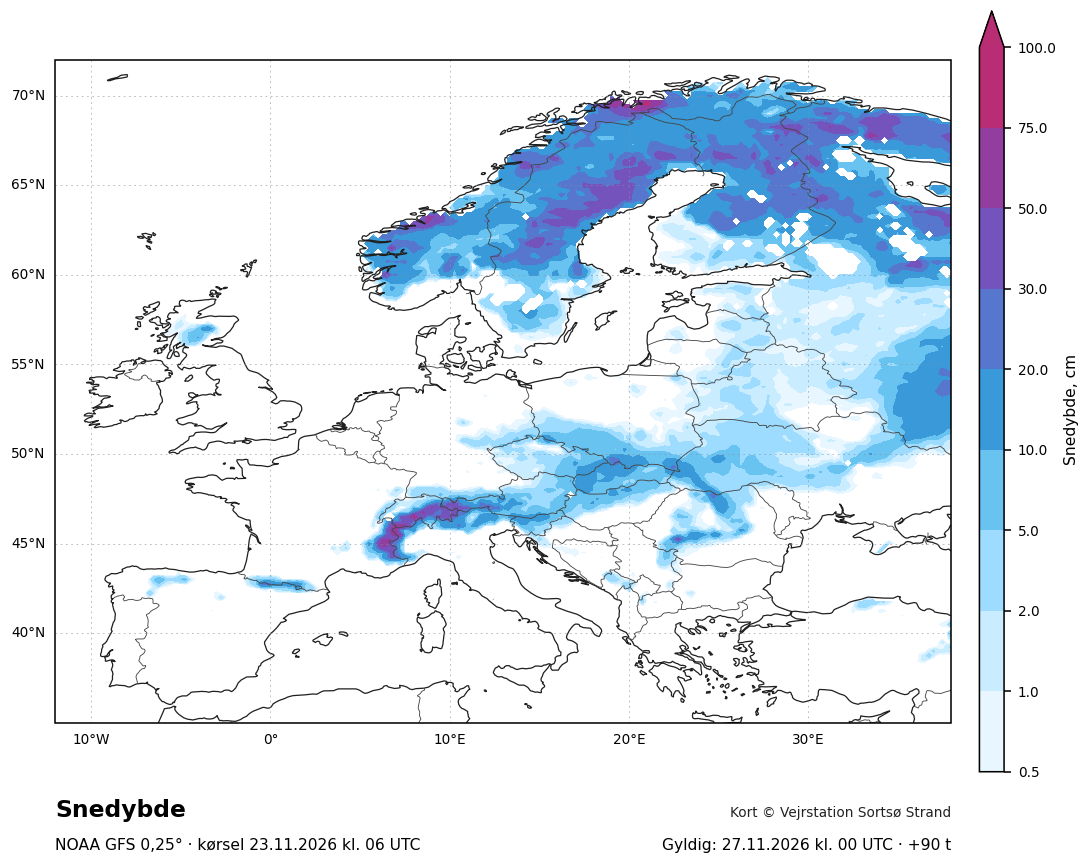 100.0
75.0
50.0
30.0
20.0
10.0
5.0
2.0
1.0
0.5
Snedybde, cm
70°N
65°N
60°N
55°N
50°N
45°N
40°N
10°W
0°
10°E
20°E
30°E
Snedybde
Kort © Vejrstation Sortsø Strand
NOAA GFS 0,25° · kørsel 23.11.2026 kl. 06 UTC
Gyldig: 27.11.2026 kl. 00 UTC · +90 t